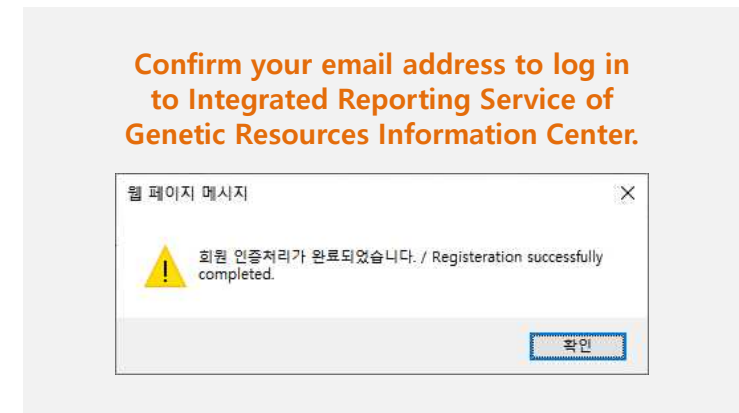 Confirm your email address to log in
to Integrated Reporting Service of
Genetic Resources Information Center.
웹 페이지 메시지
회원 인증처리가 완료되었습니다. / Registeration successfully
completed.
확인